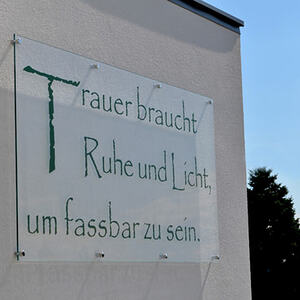 Trauer braucht
Ruhe und Licht,
um fassbar zu sein.